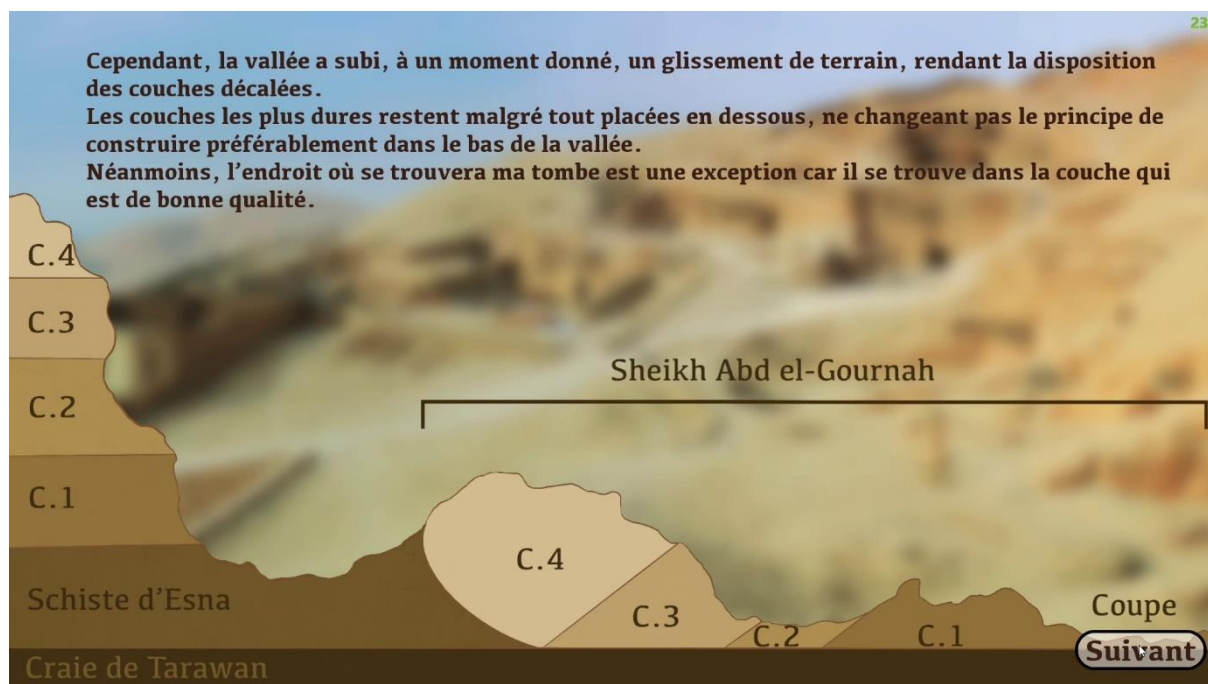 23
Cependant, la vallée a subi, à un moment donné, un glissement de terrain, rendant la disposition
des couches décalées.
Les couches les plus dures restent malgré tout placées en dessous, ne changeant pas le principe de
construire préférablement dans le bas de la vallée.
Néanmoins, l'endroit où se trouvera ma tombe est une exception car il se trouve dans la couche qui
est de bonne qualité.
C.4
C.3
Sheikh Abd el-Gournah
C.2
C.1
C.4
Schiste d'Esna
C.3
C.2
C.1
Coupe
Suivant
Craie de Tarawan